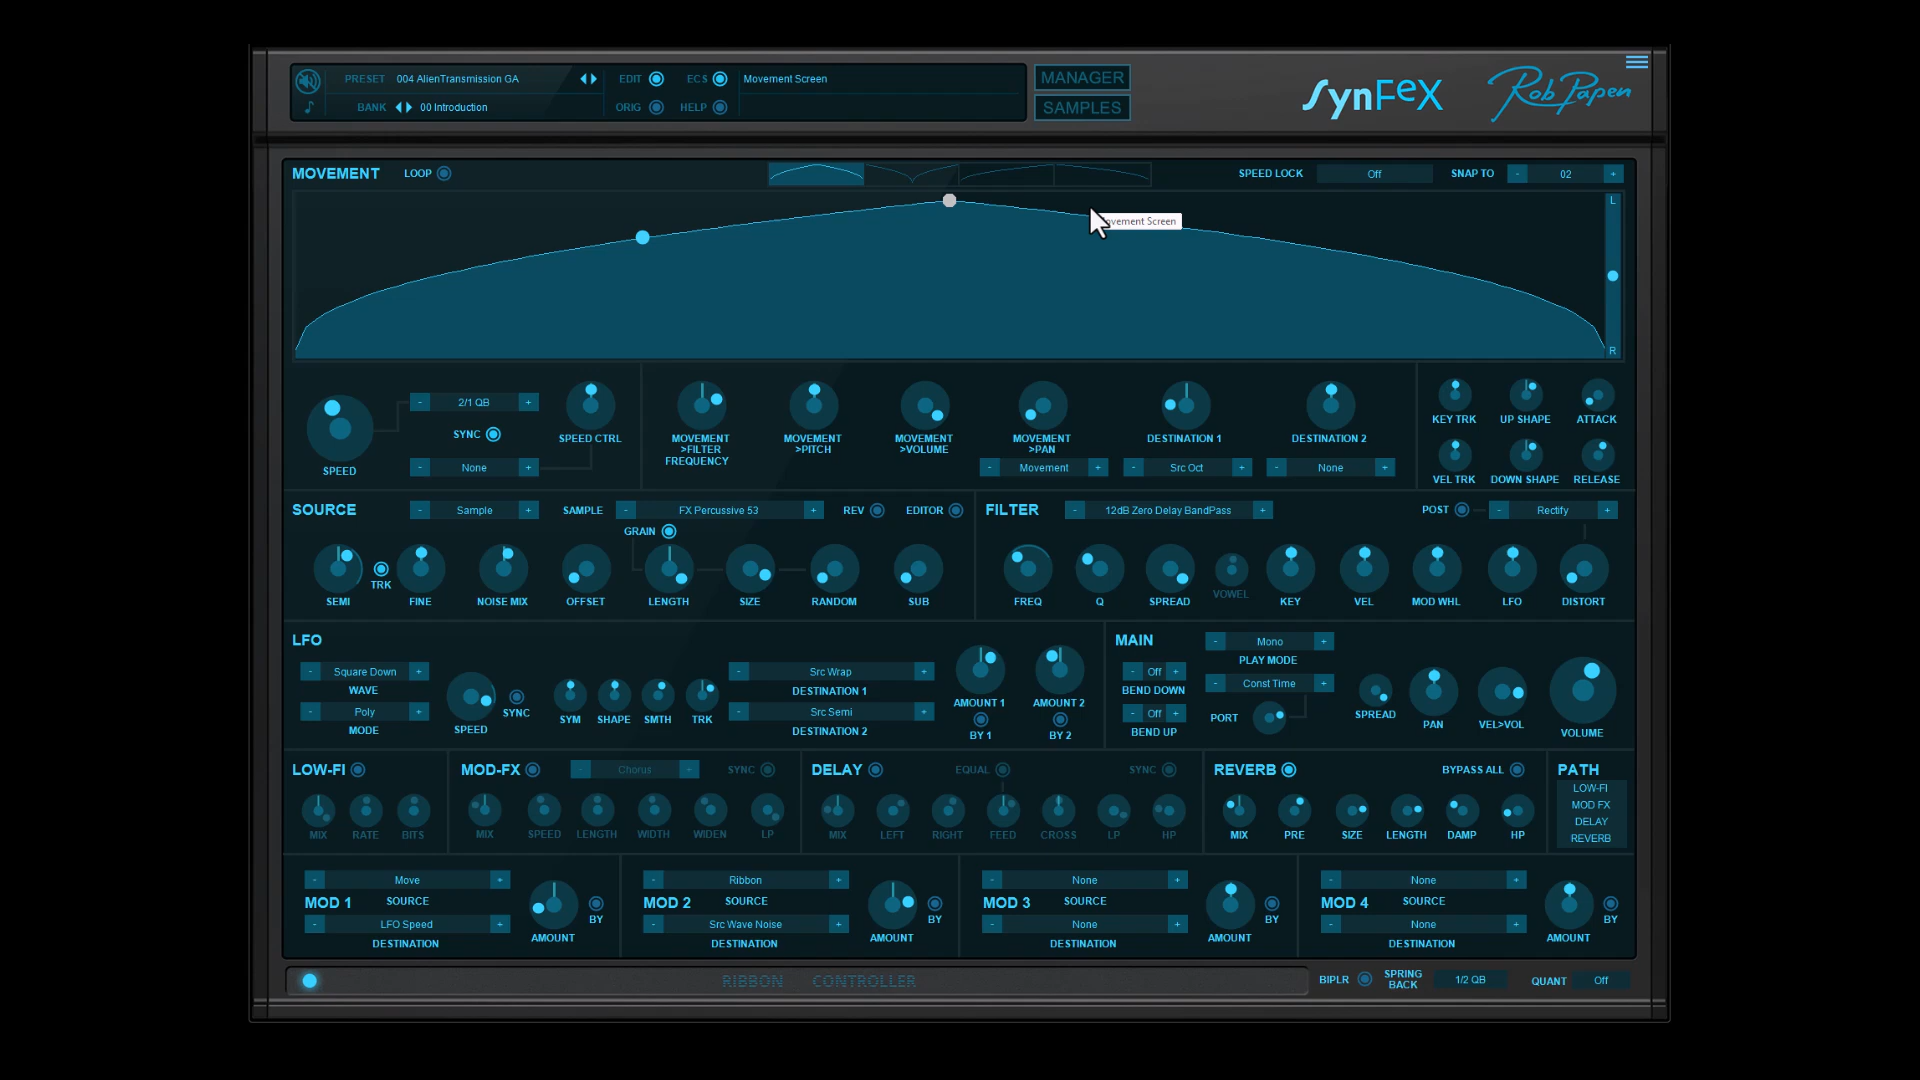 PRESET 004 AlienTransmission GA EDIT ECS Movement Screen MANAGER
BANK 00 Introduction ORIG HELP SAMPLES
SynFeX Rob Papen
MOVEMENT LOOP SPEED LOCK Off SNAP TO - 02 +
L
Movement Screen
R
- 2/1 QB +
SYNC
SPEED CTRL
- None +
SPEED
MOVEMENT
>FILTER
FREQUENCY
MOVEMENT
>PITCH
MOVEMENT
>VOLUME
MOVEMENT
>PAN
- Movement +
DESTINATION 1
- Src Oct +
DESTINATION 2
- None +
KEY TRK UP SHAPE ATTACK
VEL TRK DOWN SHAPE RELEASE
SOURCE - Sample + SAMPLE - FX Percussive 53 + REV EDITOR
GRAIN
TRK
SEMI FINE NOISE MIX OFFSET LENGTH SIZE RANDOM SUB
FILTER - 12dB Zero Delay BandPass + POST - Rectify +
FREQ Q SPREAD VOWEL KEY VEL MOD WHL LFO DISTORT
LFO
- Square Down +
WAVE
- Poly +
MODE
SPEED
SYNC
SYM SHAPE SMTH TRK
- Src Wrap +
DESTINATION 1
- Src Semi +
DESTINATION 2
AMOUNT 1 AMOUNT 2
BY 1 BY 2
MAIN - Mono +
PLAY MODE
- Off +
BEND DOWN
- Const Time +
- Off +
BEND UP
PORT
SPREAD PAN VEL>VOL VOLUME
LOW-FI
MIX RATE BITS
MOD-FX - Chorus + SYNC
MIX SPEED LENGTH WIDTH WIDEN LP
DELAY EQUAL SYNC
MIX LEFT RIGHT FEED CROSS LP HP
REVERB BYPASS ALL
MIX PRE SIZE LENGTH DAMP HP
PATH
LOW-FI
MOD FX
DELAY
REVERB
- Move +
MOD 1 SOURCE
- LFO Speed +
DESTINATION
AMOUNT
BY
- Ribbon +
MOD 2 SOURCE
- Src Wave Noise +
DESTINATION
AMOUNT
BY
- None +
MOD 3 SOURCE
- None +
DESTINATION
AMOUNT
BY
- None +
MOD 4 SOURCE
- None +
DESTINATION
AMOUNT
BY
RIBBON CONTROLLER
BIPLR
SPRING
BACK
1/2 QB
QUANT Off